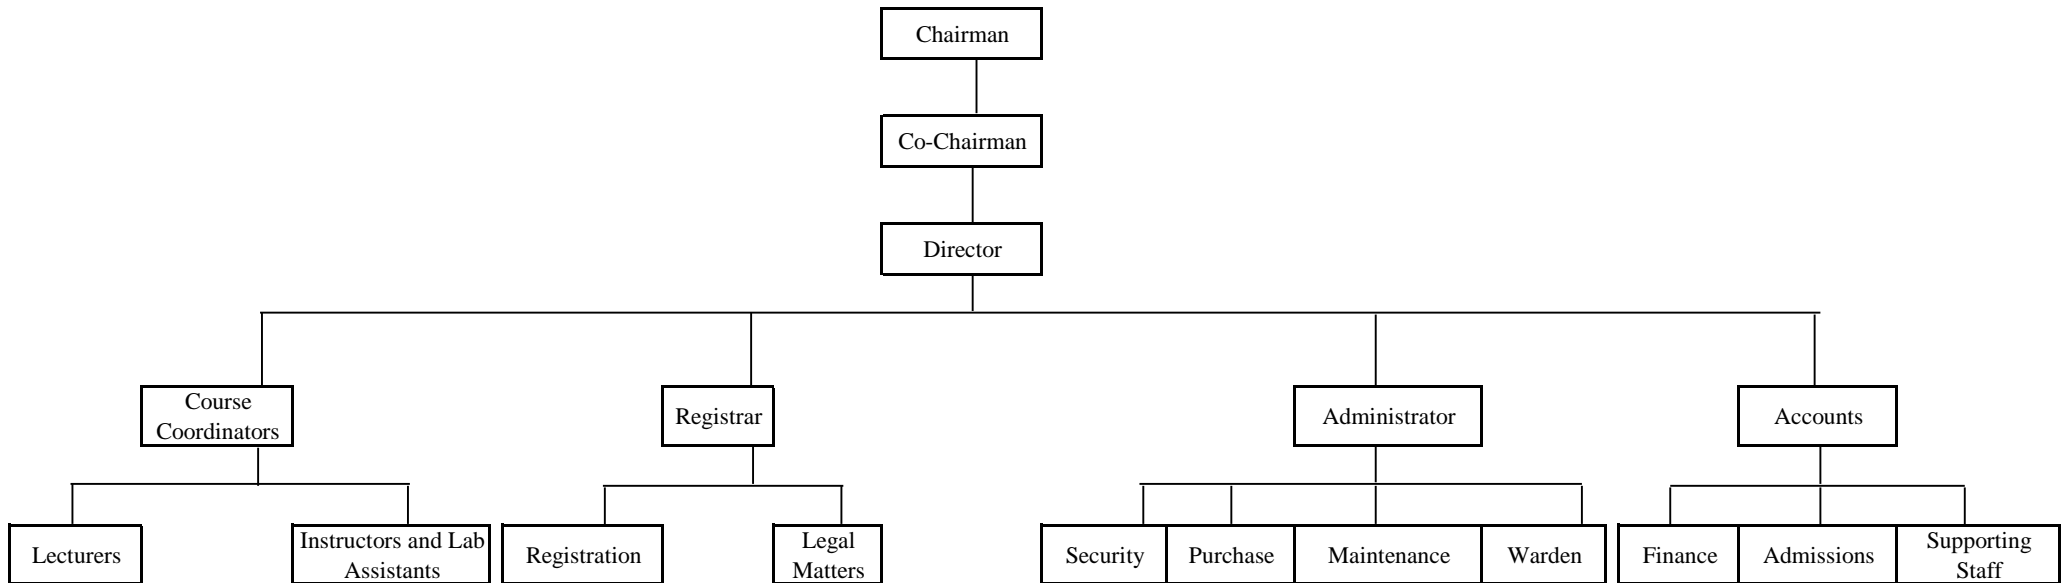 Chairman
Co-Chairman
Director
Course
Coordinators
Registrar
Administrator
Accounts
Lecturers
Instructors and Lab
Assistants
Registration
Legal
Matters
Security
Purchase
Maintenance
Warden
Finance
Admissions
Supporting
Staff